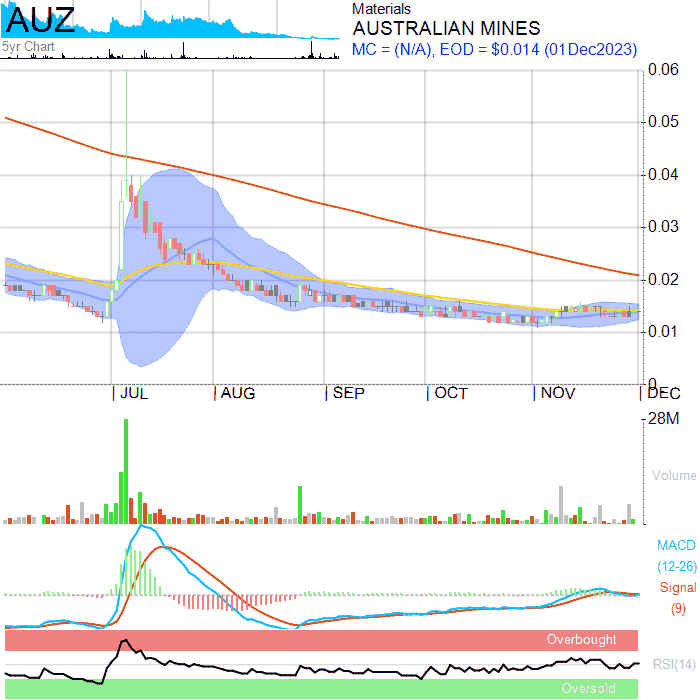 AUZ
5yr Chart
Materials
AUSTRALIAN MINES
MC = (N/A), EOD = $0.014 (01Dec2023)
0.06
0.05
0.04
0.03
0.02
0.01
0
JUL AUG SEP OCT NOV DEC
28M
Volume
MACD
(12-26)
Signal
(9)
Overbought
RSI(14)
Oversold